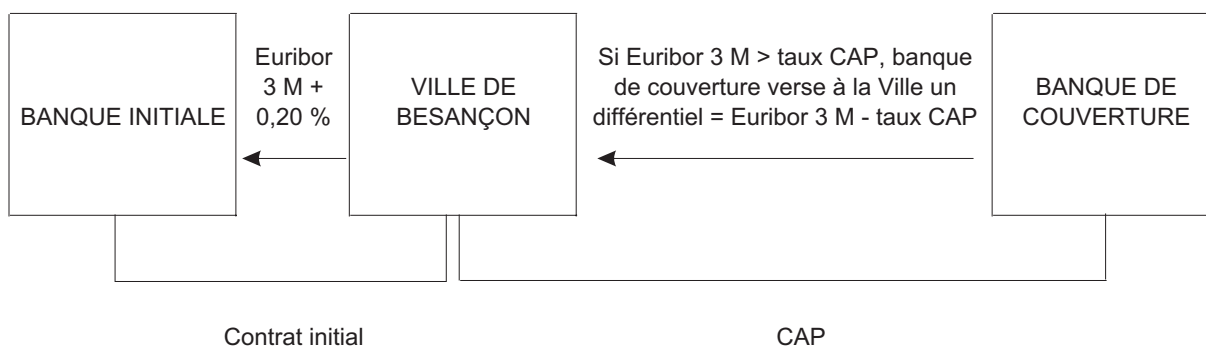 BANQUE INITIALE
Euribor
3 M +
0,20 %
VILLE DE
BESANÇON
Si Euribor 3 M > taux CAP, banque
de couverture verse à la Ville un
différentiel = Euribor 3 M - taux CAP
BANQUE DE
COUVERTURE
Contrat initial
CAP